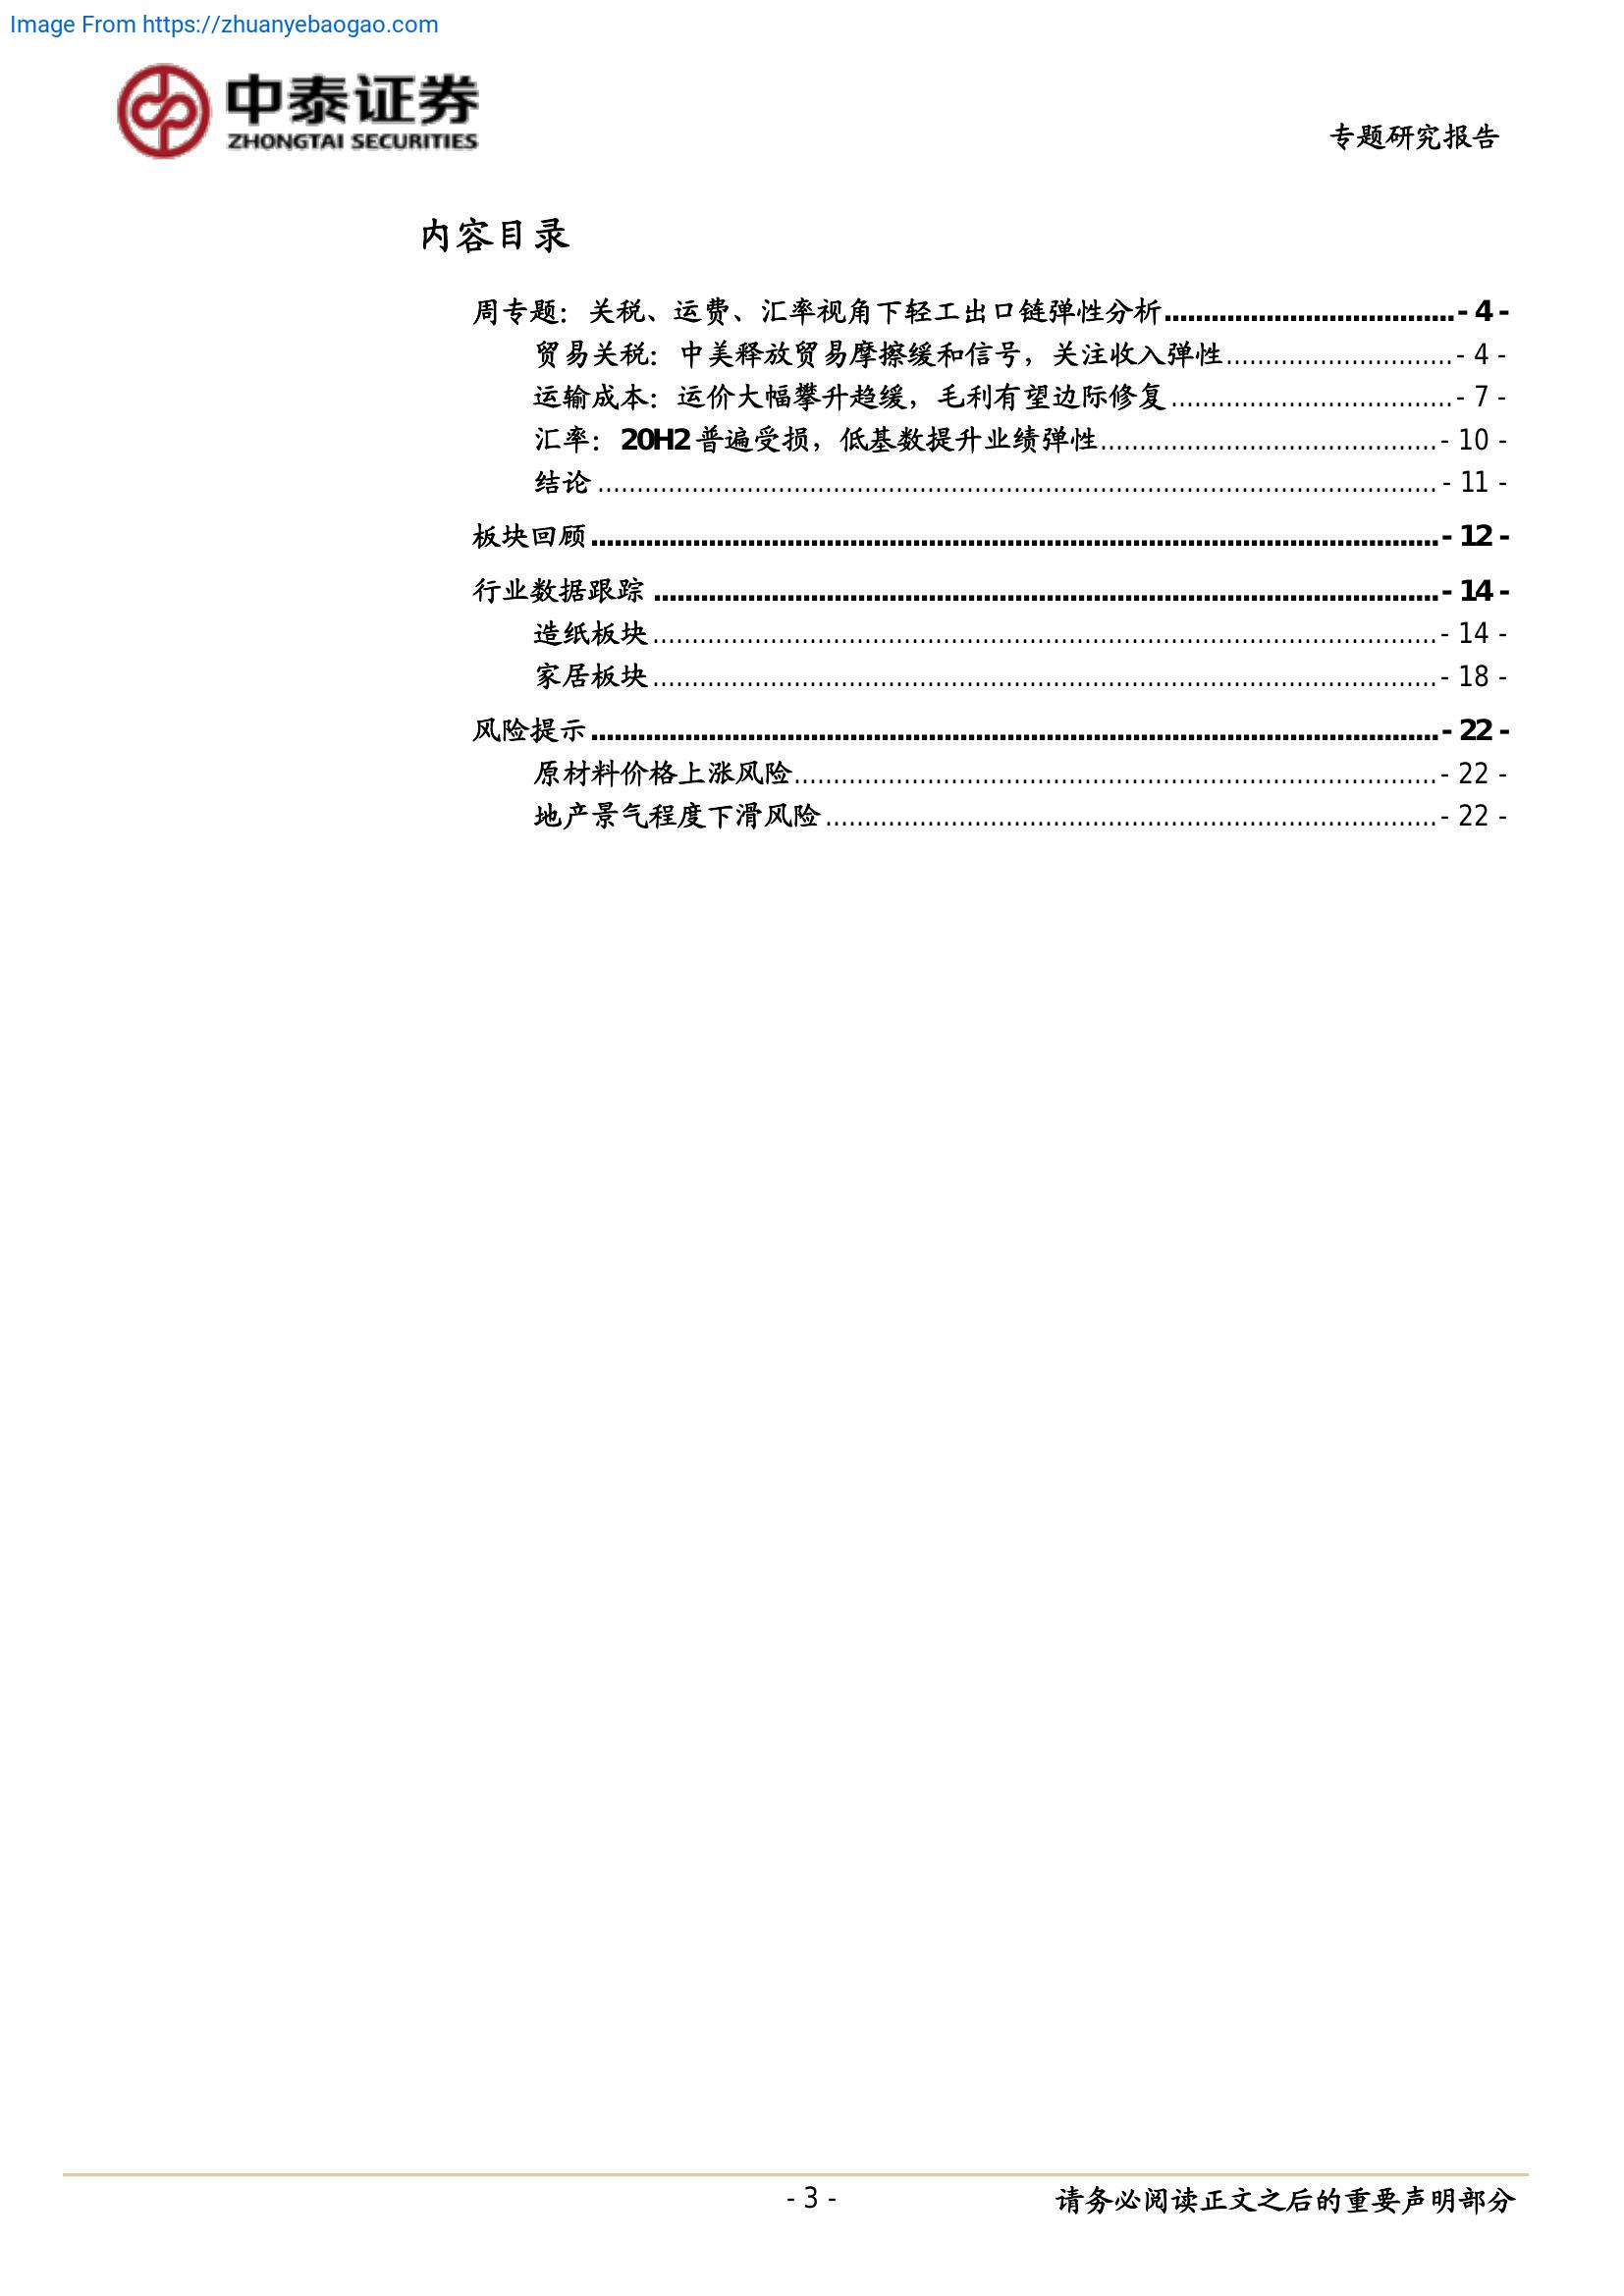 Image From https://zhuanyebaogao.com
中泰证券
ZHONGTAI SECURITIES
专题研究报告
内容目录
周专题：关税、运费、汇率视角下轻工出口链弹性分析.....................................- 4 -
贸易关税：中美释放贸易摩擦缓和信号，关注收入弹性.............................- 4 -
运输成本：运价大幅攀升趋缓，毛利有望边际修复....................................- 7 -
汇率：20H2 普遍受损，低基数提升业绩弹性...........................................- 10 -
结论...........................................................................................................- 11 -
板块回顾............................................................................................................- 12 -
行业数据跟踪....................................................................................................- 14 -
造纸板块....................................................................................................- 14 -
家居板块....................................................................................................- 18 -
风险提示............................................................................................................- 22 -
原材料价格上涨风险..................................................................................- 22 -
地产景气程度下滑风险..............................................................................- 22 -
- 3 -
请务必阅读正文之后的重要声明部分